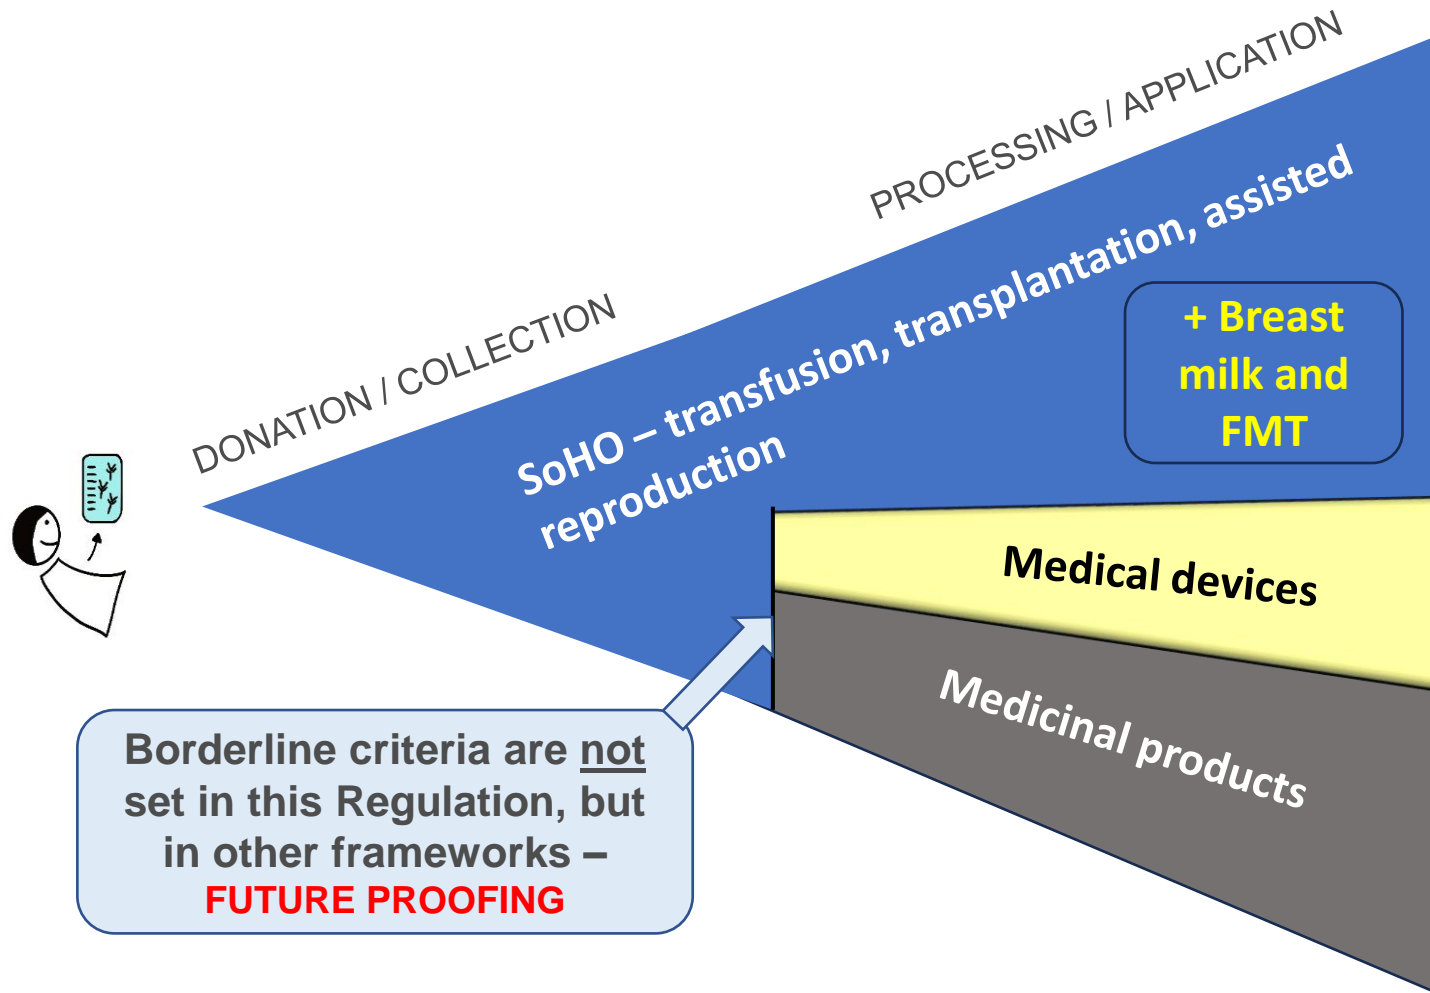 DONATION / COLLECTION
PROCESSING / APPLICATION
SoHO – transfusion, transplantation, assisted
reproduction
+ Breast
milk and
FMT
Medical devices
Medicinal products
Borderline criteria are not
set in this Regulation, but
in other frameworks –
FUTURE PROOFING